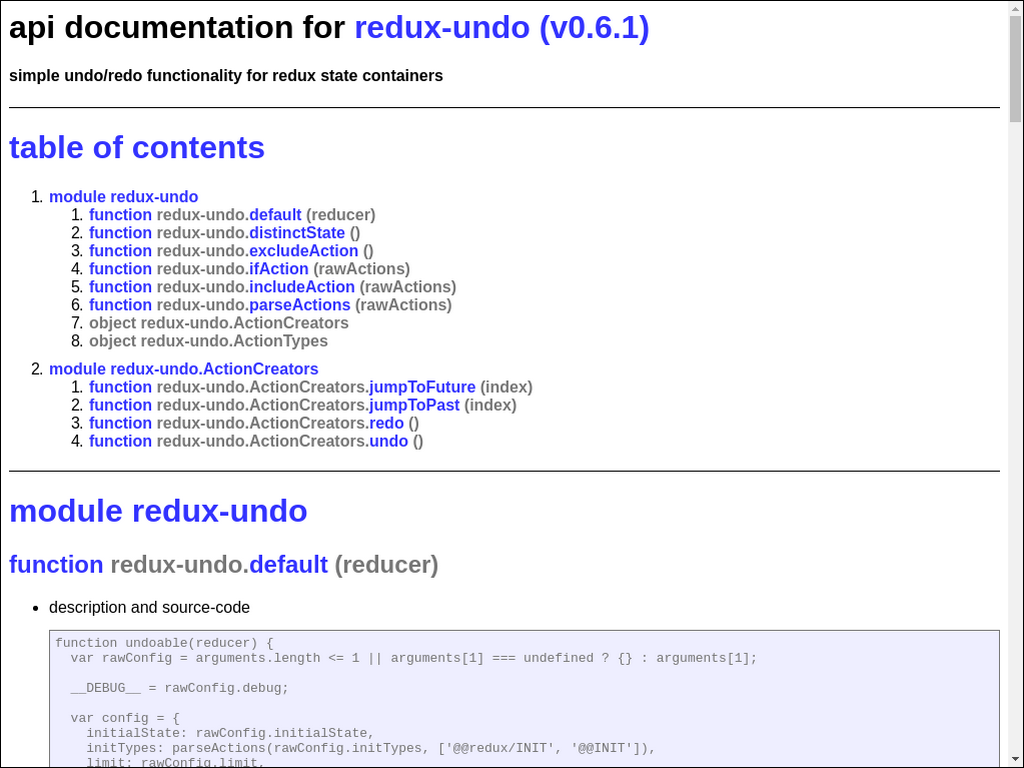 api documentation for redux-undo (v0.6.1)
simple undo/redo functionality for redux state containers
table of contents
1. module redux-undo
1. function redux-undo.default (reducer)
2. function redux-undo.distinctState ()
3. function redux-undo.excludeAction ()
4. function redux-undo.ifAction (rawActions)
5. function redux-undo.includeAction (rawActions)
6. function redux-undo.parseActions (rawActions)
7. object redux-undo.ActionCreators
8. object redux-undo.ActionTypes
2. module redux-undo.ActionCreators
1. function redux-undo.ActionCreators.jumpToFuture (index)
2. function redux-undo.ActionCreators.jumpToPast (index)
3. function redux-undo.ActionCreators.redo ()
4. function redux-undo.ActionCreators.undo ()
module redux-undo
function redux-undo.default (reducer)
• description and source-code
function undoable(reducer) {
  var rawConfig = arguments.length <= 1 || arguments[1] === undefined ? {} : arguments[1];
  __DEBUG__ = rawConfig.debug;
  var config = {
    initialState: rawConfig.initialState,
    initTypes: parseActions(rawConfig.initTypes, ['@@redux/INIT', '@@INIT']),
    limit: rawConfig.limit,